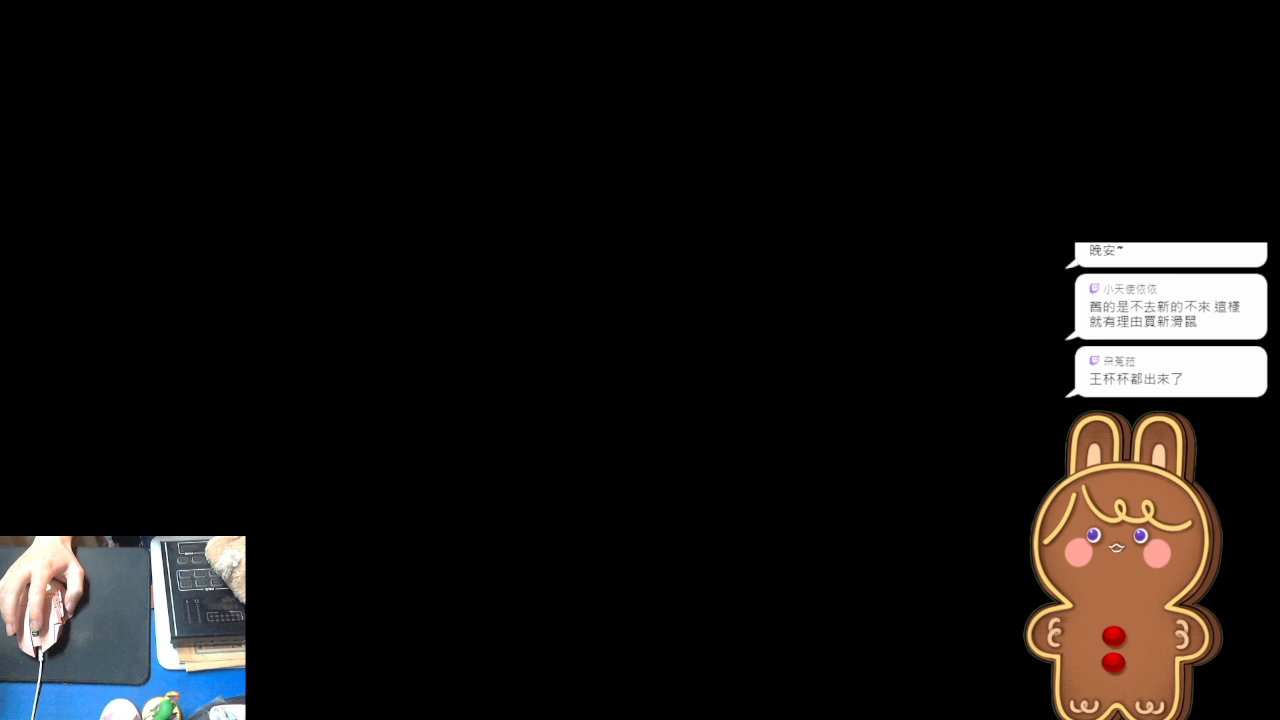 晚安~
小天使依依
舊的是不去新的不來 這樣
就有理由買新滑鼠
王杯杯都出來了